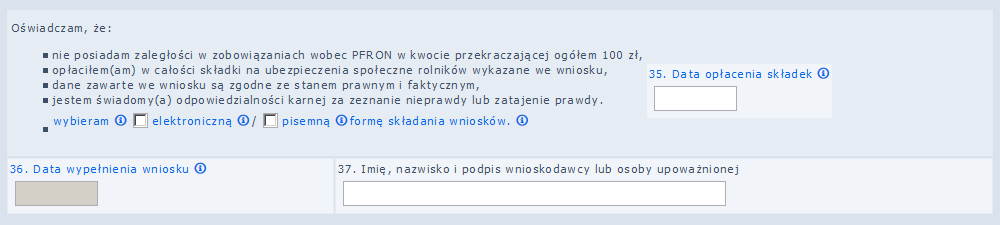 Oświadczam, że:
nie posiadam zaległości w zobowiązaniach wobec PFRON w kwocie przekraczającej ogółem 100 zł,
opłaciłem(am) w całości składki na ubezpieczenia społeczne rolników wykazane we wniosku,
dane zawarte we wniosku są zgodne ze stanem prawnym i faktycznym,
jestem świadomy(a) odpowiedzialności karnej za zeznanie nieprawdy lub zatajenie prawdy.
wybieram elektroniczną / pisemną formę składania wniosków.
35. Data opłacenia składek
36. Data wypełnienia wniosku
37. Imię, nazwisko i podpis wnioskodawcy lub osoby upoważnionej